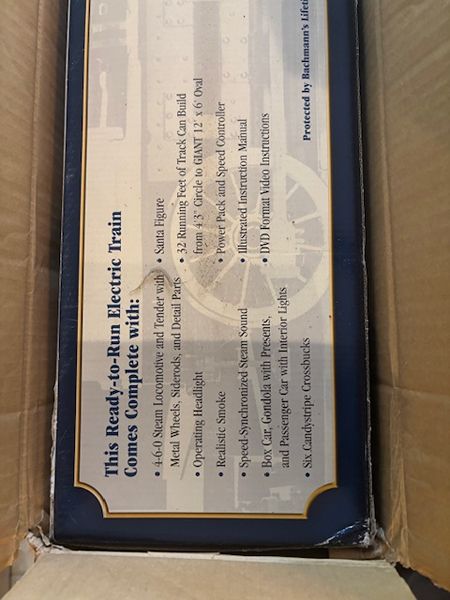 This Ready-to-Run Electric Train
Comes Complete with:
• 4-6-0 Steam Locomotive and Tender with
Metal Wheels, Siderods, and Detail Parts
• Operating Headlight
• Realistic Smoke
• Speed-Synchronized Steam Sound
• Box Car, Gondola with Presents,
and Passenger Car with Interior Lights
• Six Candystripe Crossbucks
• Santa Figure
• 32 Running Feet of Track Can Build
from 4'3" Circle to GIANT 12' x 6' Oval
• Power Pack and Speed Controller
• Illustrated Instruction Manual
• DVD Format Video Instructions
Protected by Bachmann's